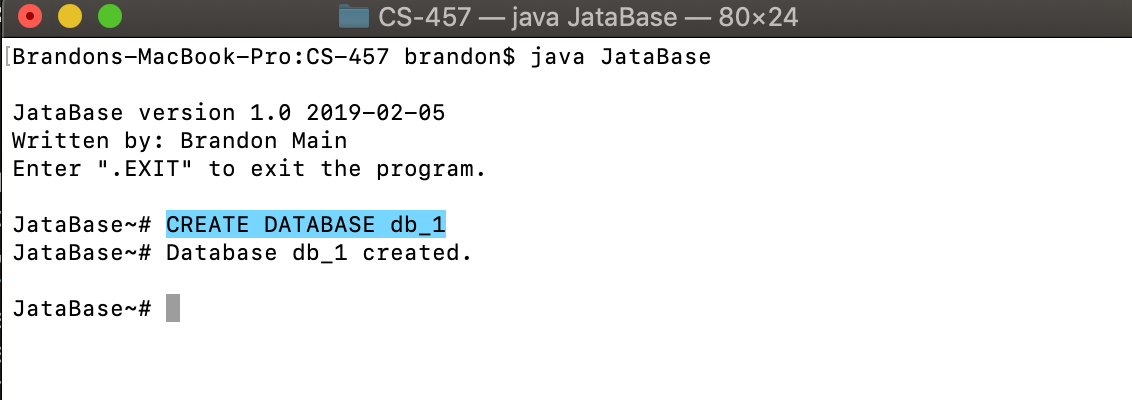 CS-457 — java JataBase — 80×24
Brandons-MacBook-Pro:CS-457 brandon$ java JataBase
JataBase version 1.0 2019-02-05
Written by: Brandon Main
Enter ".EXIT" to exit the program.
JataBase~# CREATE DATABASE db_1
JataBase~# Database db_1 created.
JataBase~#